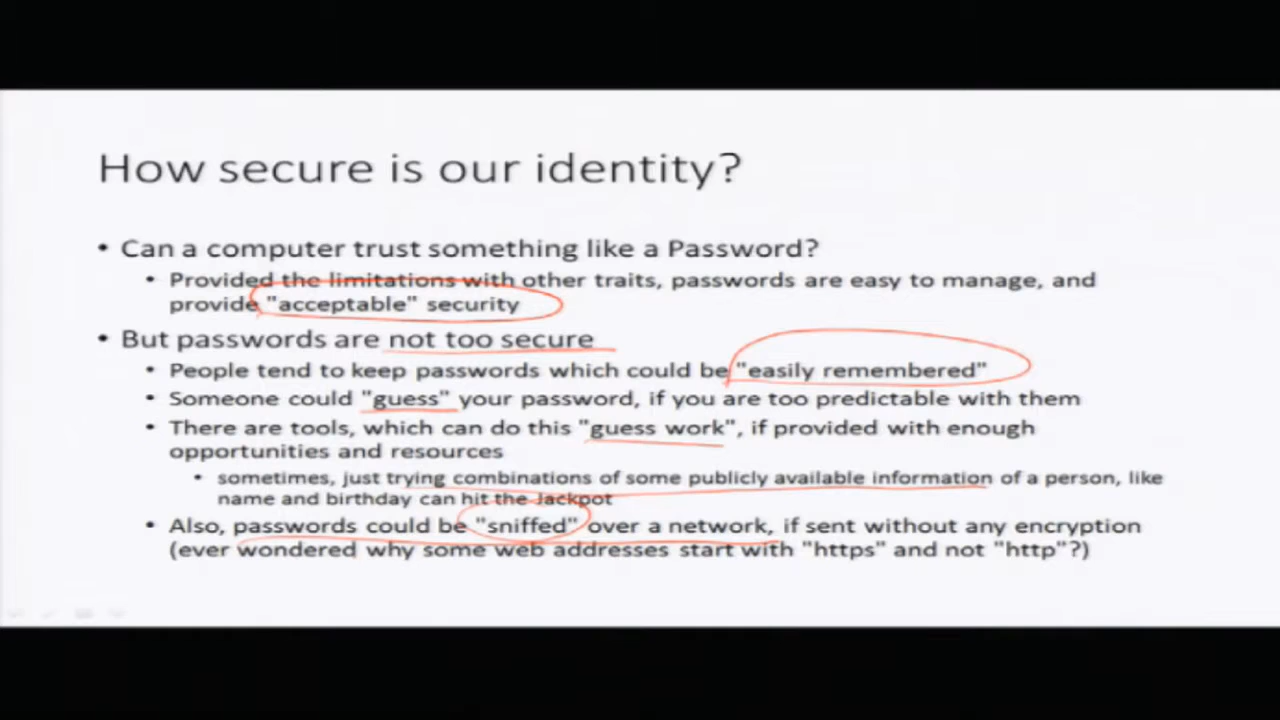 How secure is our identity?
• Can a computer trust something like a Password?
• Provided the limitations with other traits, passwords are easy to manage, and
provide "acceptable" security
• But passwords are not too secure
• People tend to keep passwords which could be "easily remembered"
• Someone could "guess" your password, if you are too predictable with them
• There are tools, which can do this "guess work", if provided with enough
opportunities and resources
• sometimes, just trying combinations of some publicly available information of a person, like
name and birthday can hit the Jackpot
• Also, passwords could be "sniffed" over a network, if sent without any encryption
(ever wondered why some web addresses start with "https" and not "http"?)